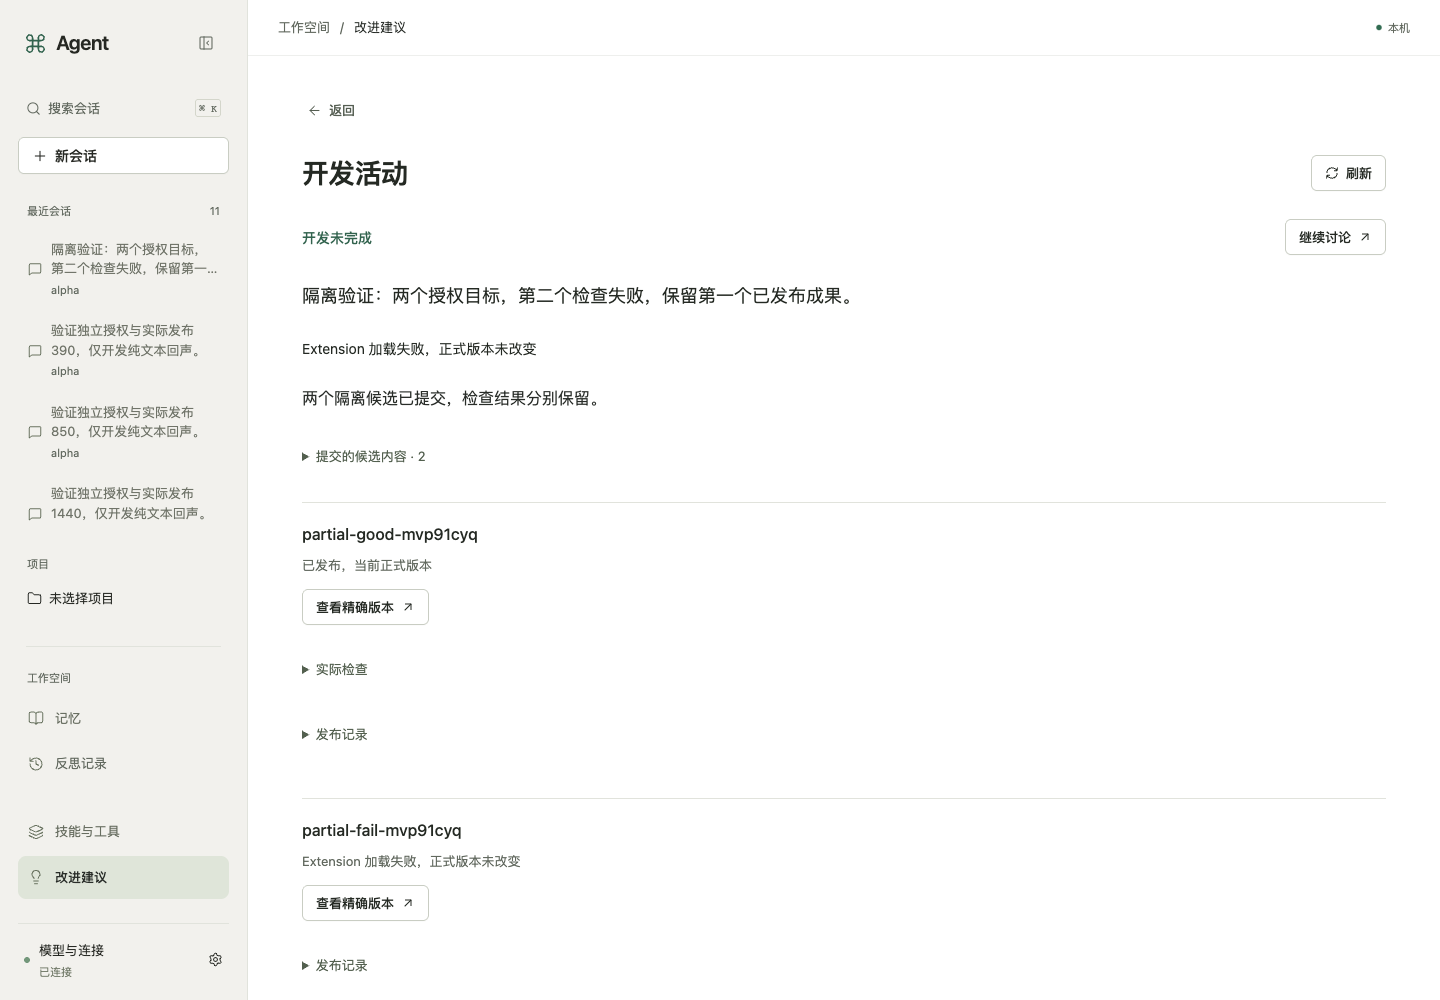 Agent
搜索会话
⌘ K
新会话
最近会话 11
隔离验证：两个授权目标，
第二个检查失败，保留第一...
alpha
验证独立授权与实际发布
390，仅开发纯文本回声。
alpha
验证独立授权与实际发布
850，仅开发纯文本回声。
alpha
验证独立授权与实际发布
1440，仅开发纯文本回声。
项目
未选择项目
工作空间
记忆
反思记录
技能与工具
改进建议
模型与连接
已连接
工作空间 / 改进建议
本机
返回
开发活动
刷新
开发未完成
继续讨论
隔离验证：两个授权目标，第二个检查失败，保留第一个已发布成果。
Extension 加载失败，正式版本未改变
两个隔离候选已提交，检查结果分别保留。
提交的候选内容 · 2
partial-good-mvp91cyq
已发布，当前正式版本
查看精确版本
实际检查
发布记录
partial-fail-mvp91cyq
Extension 加载失败，正式版本未改变
查看精确版本
发布记录